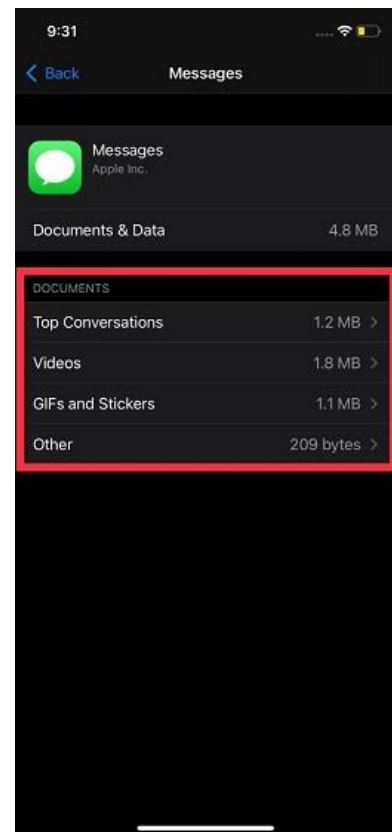 9:31
Back Messages
Messages
Apple Inc.
Documents & Data 4.8 MB
DOCUMENTS
Top Conversations 1.2 MB
Videos 1.8 MB
GIFs and Stickers 1.1 MB
Other 209 bytes